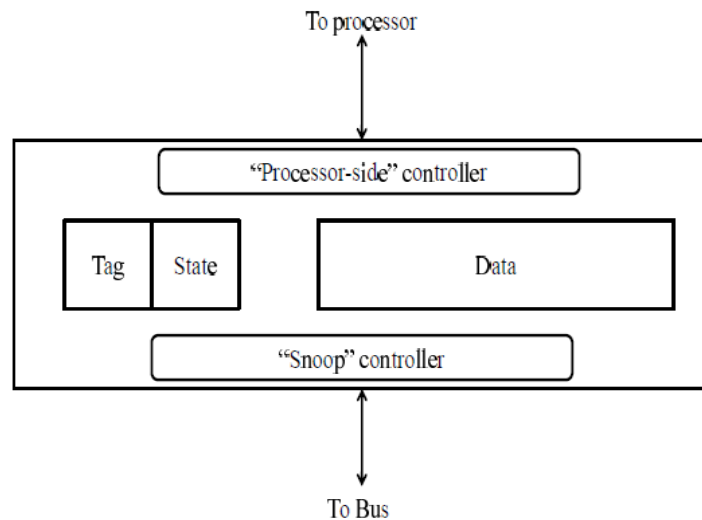 To processor
“Processor-side” controller
Tag State Data
“Snoop” controller
To Bus